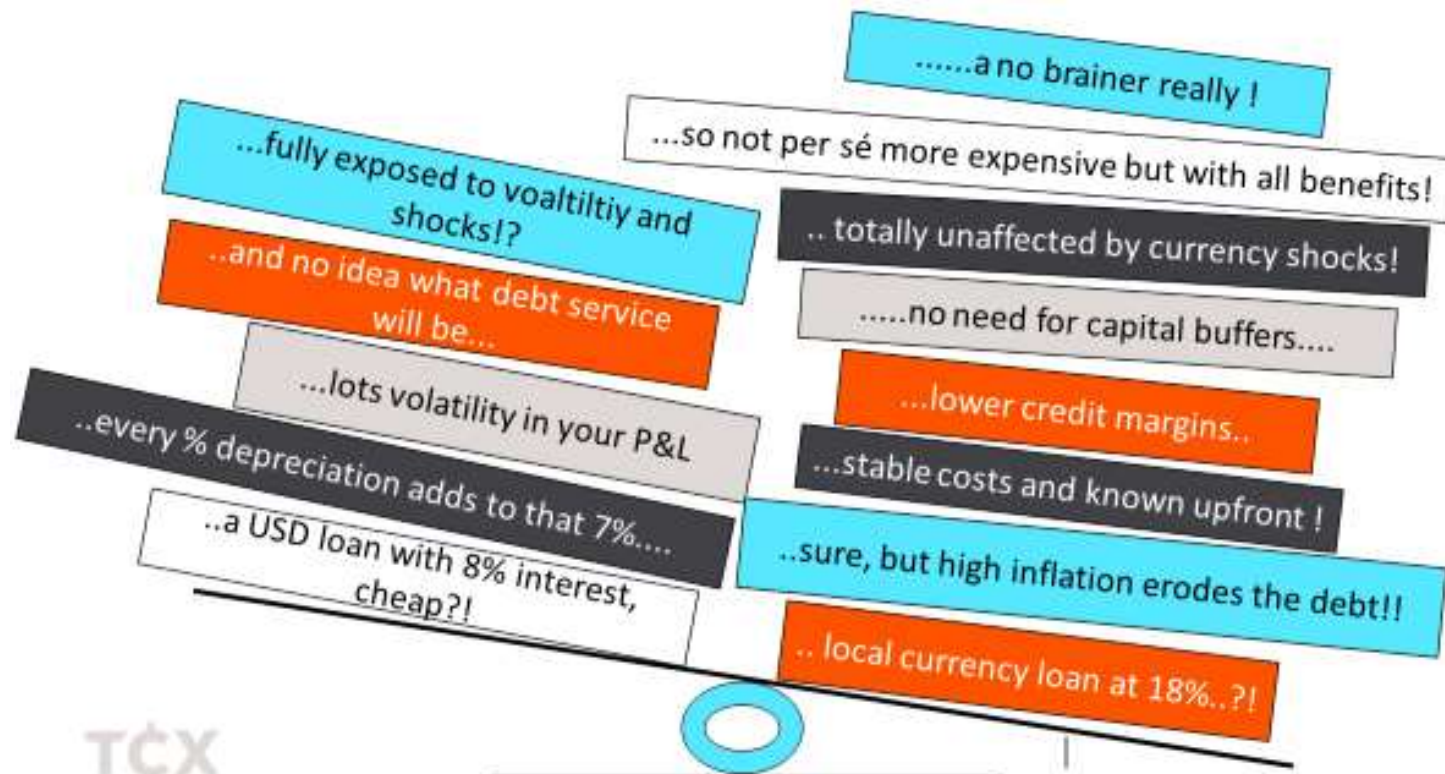 ...fully exposed to voaltiltiy and
shocks!?
..and no idea what debt service
will be...
...lots volatility in your P&L
..every % depreciation adds to that 7%....
..a USD loan with 8% interest,
cheap?!
......a no brainer really !
...so not per sé more expensive but with all benefits!
.. totally unaffected by currency shocks!
.....no need for capital buffers....
...lower credit margins..
...stable costs and known upfront !
..sure, but high inflation erodes the debt!!
.. local currency loan at 18%..?!
TCX